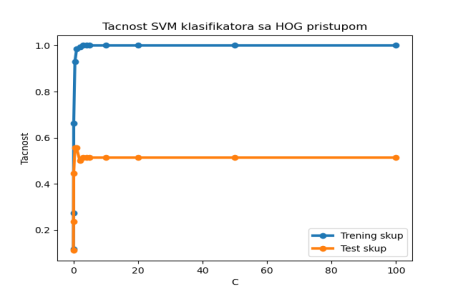 Tacnost SVM klasifikatora sa HOG pristupom
1.0
0.8
0.6
0.4
0.2
Tacnost
0 20 40 60 80 100
C
Trening skup
Test skup